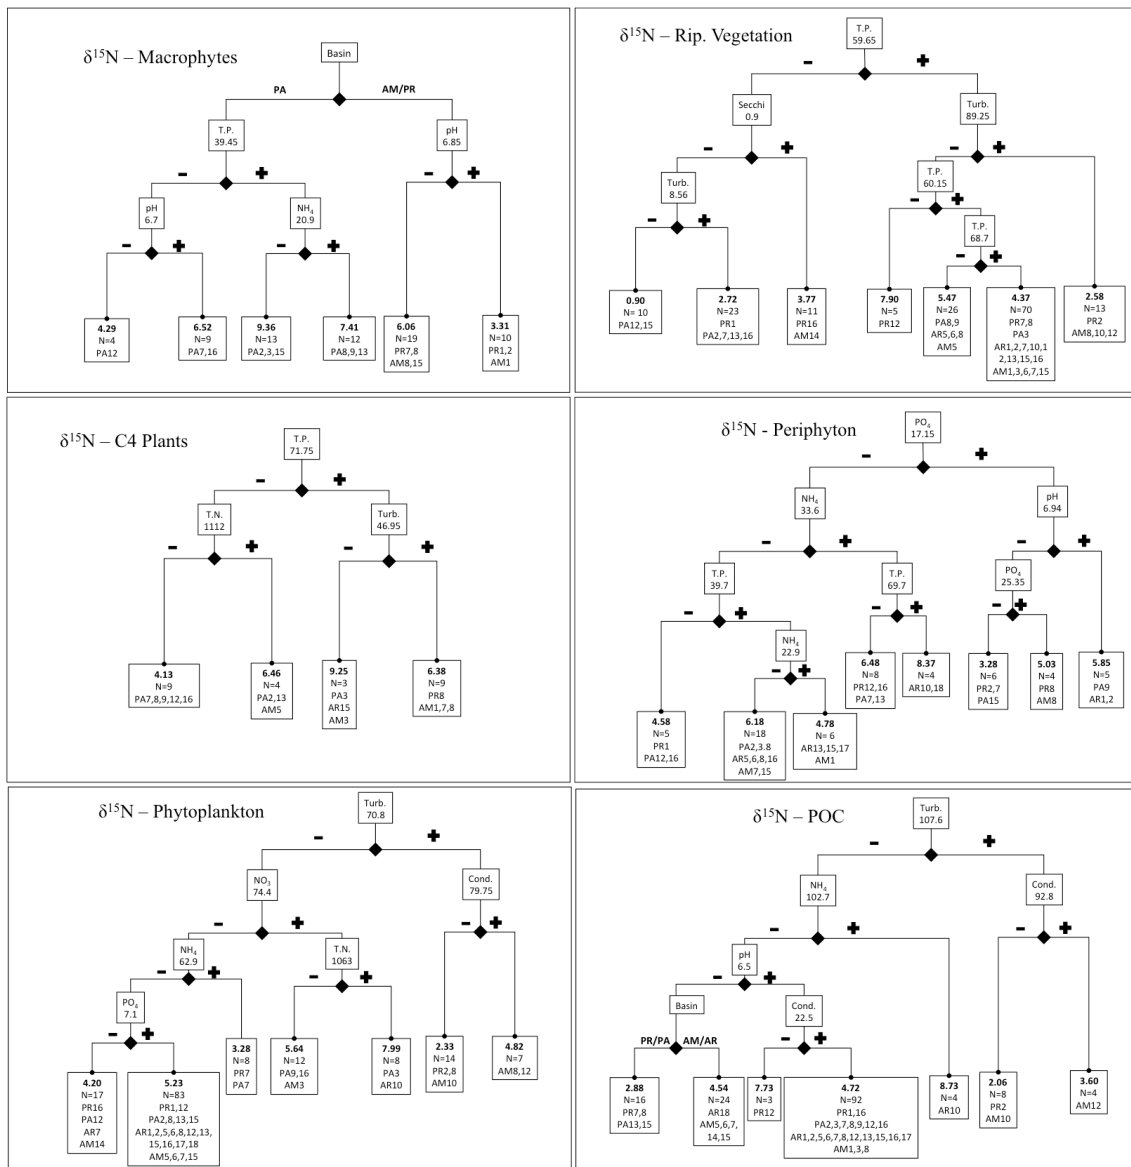 δ15N – Macrophytes
Basin
PA
AM/PR
T.P.
39.45
pH
6.85
−
+
−
+
pH
6.7
NH4
20.9
−
+
−
+
4.29
N=4
PA12
6.52
N=9
PA7,16
9.36
N=13
PA2,3,15
7.41
N=12
PA8,9,13
6.06
N=19
PR7,8
AM8,15
3.31
N=10
PR1,2
AM1
δ15N – Rip. Vegetation
T.P.
59.65
−
+
Secchi
0.9
Turb.
89.25
−
+
−
+
Turb.
8.56
T.P.
60.15
−
+
−
+
T.P.
68.7
−
+
0.90
N= 10
PA12,15
2.72
N=23
PR1
PA2,7,13,16
3.77
N=11
PR16
AM14
7.90
N=5
PR12
5.47
N=26
PA8,9
AR5,6,8
AM5
4.37
N=70
PR7,8
PA3
AR1,2,7,10,1
2,13,15,16
AM1,3,6,7,15
2.58
N=13
PR2
AM8,10,12
δ15N – C4 Plants
T.P.
71.75
−
+
T.N.
1112
Turb.
46.95
−
+
−
+
4.13
N=9
PA7,8,9,12,16
6.46
N=4
PA2,13
AM5
9.25
N=3
PA3
AR15
AM3
6.38
N=9
PR8
AM1,7,8
δ15N - Periphyton
PO4
17.15
−
+
NH4
33.6
pH
6.94
−
+
−
+
T.P.
39.7
T.P.
69.7
PO4
25.35
−
+
−
+
−
+
NH4
22.9
−
+
4.58
N=5
PR1
PA12,16
6.18
N=18
PA2,3.8
AR5,6,8,16
AM7,15
4.78
N= 6
AR13,15,17
AM1
6.48
N=8
PR12,16
PA7,13
8.37
N=4
AR10,18
3.28
N=6
PR2,7
PA15
5.03
N=4
PR8
AM8
5.85
N=5
PA9
AR1,2
δ15N – Phytoplankton
Turb.
70.8
−
+
NO3
74.4
Cond.
79.75
−
+
−
+
NH4
62.9
T.N.
1063
−
+
−
+
PO4
7.1
−
+
4.20
N=17
PR16
PA12
AR7
AM14
5.23
N=83
PR1,12
PA2,8,13,15
AR1,2,5,6,8,12,13,
15,16,17,18
AM5,6,7,15
3.28
N=8
PR7
PA7
5.64
N=12
PA9,16
AM3
7.99
N=8
PA3
AR10
2.33
N=14
PR2,8
AM10
4.82
N=7
AM8,12
δ15N – POC
Turb.
107.6
−
+
NH4
102.7
Cond.
92.8
−
+
−
+
pH
6.5
−
+
Basin
Cond.
22.5
PR/PA
AM/AR
−
+
2.88
N=16
PR7,8
PA13,15
4.54
N=24
AR18
AM5,6,7,
14,15
7.73
N=3
PR12
4.72
N=92
PR1,16
PA2,3,7,8,9,12,16
AR1,2,5,6,7,8,12,13,15,16,17
AM1,3,8
8.73
N=4
AR10
2.06
N=8
PR2
AM10
3.60
N=4
AM12